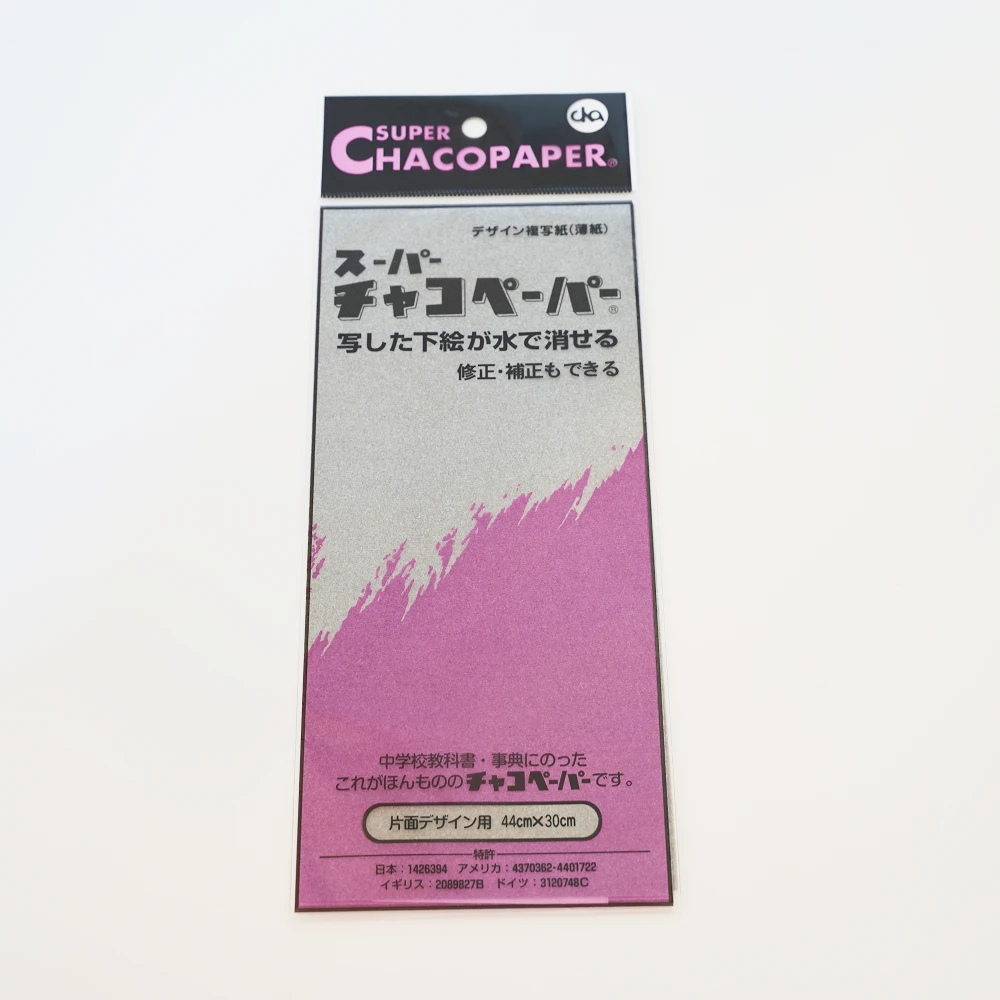 cha
SUPER
CHACOPAPER®
デザイン複写紙(薄紙)
スーパー
チャコペーパー®
写した下絵が水で消せる
修正・補正もできる
中学校教科書・事典にのった
これがほんもののチャコペーパーです。
片面デザイン用 44cm×30cm
特許
日本:1426394 アメリカ:4370362・4401722
イギリス:2089827B ドイツ:3120748C